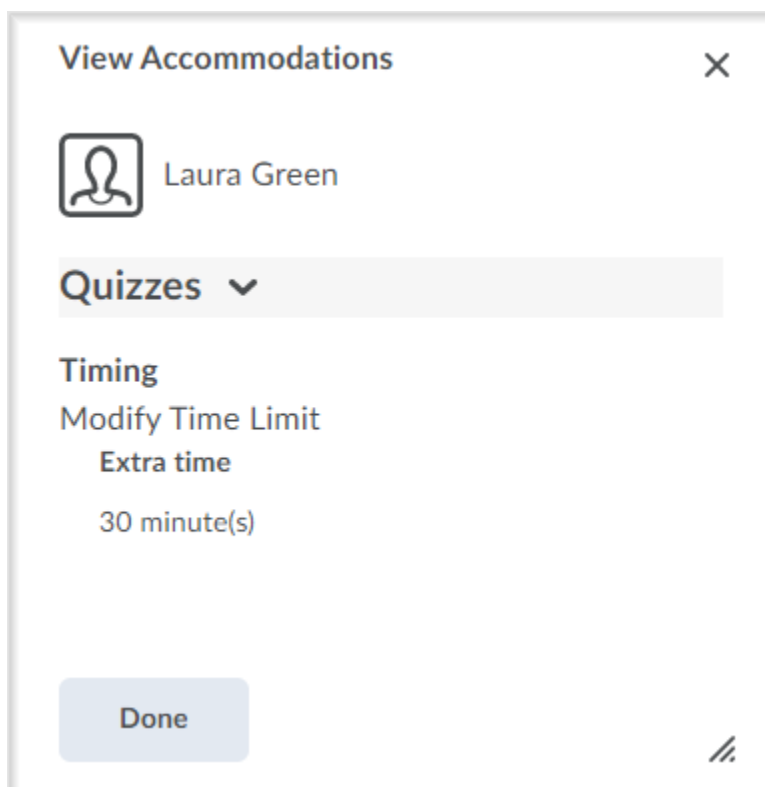 View Accommodations
Laura Green
Quizzes
Timing
Modify Time Limit
Extra time
30 minute(s)
Done